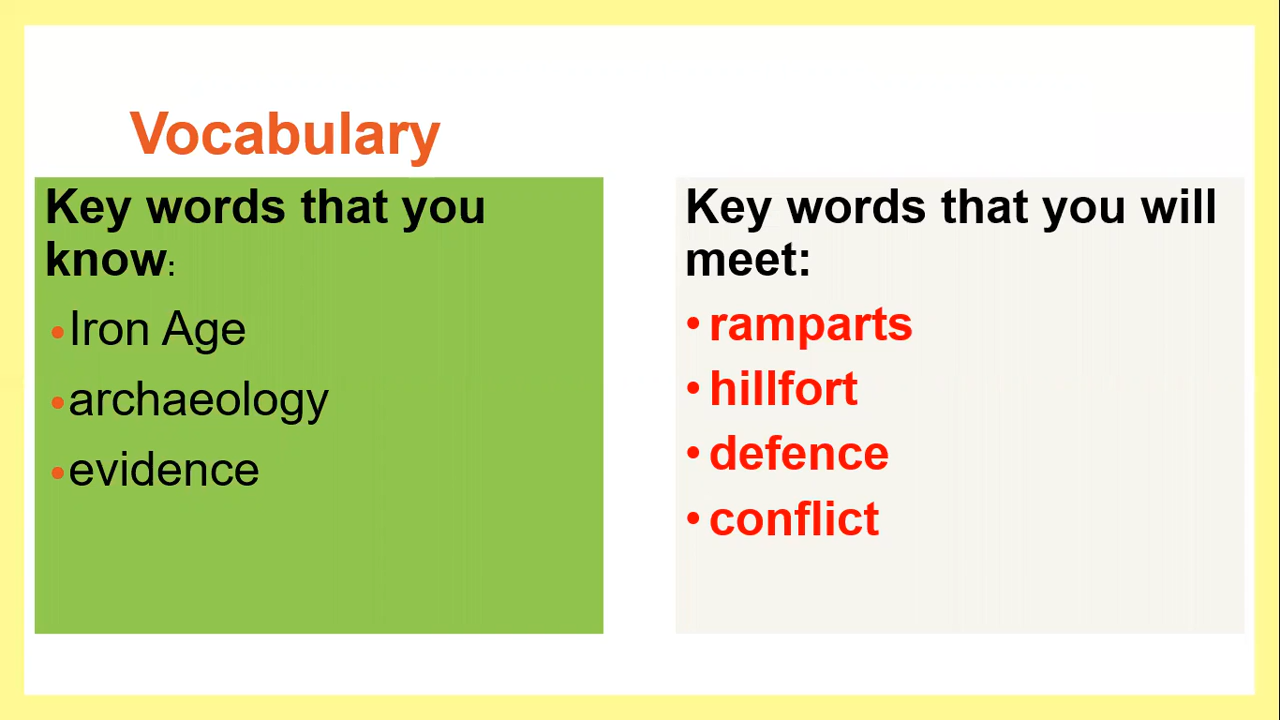 Vocabulary
Key words that you
know:
•Iron Age
•archaeology
•evidence
Key words that you will
meet:
• ramparts
• hillfort
• defence
• conflict